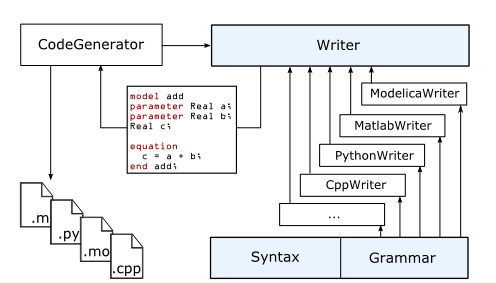 CodeGenerator
Writer
model add
parameter Real a;
parameter Real b;
Real c;
equation
c = a + b;
end add;
ModelicaWriter
MatlabWriter
PythonWriter
CppWriter
...
.m
.py
.mo
.cpp
Syntax
Grammar